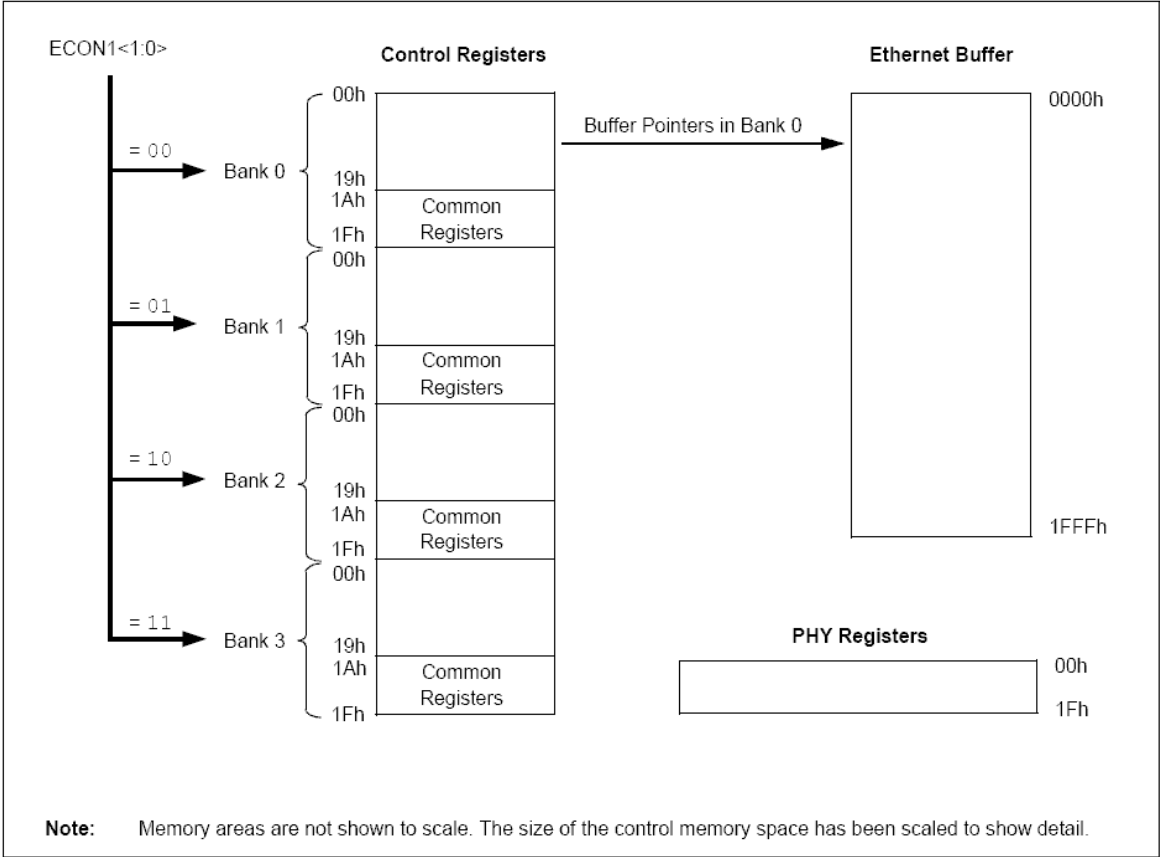 ECON1<1:0>
Control Registers
Ethernet Buffer
= 00
Bank 0
00h
19h
1Ah
1Fh
Common
Registers
Buffer Pointers in Bank 0
0000h
1FFFh
= 01
Bank 1
00h
19h
1Ah
1Fh
Common
Registers
= 10
Bank 2
00h
19h
1Ah
1Fh
Common
Registers
= 11
Bank 3
00h
19h
1Ah
1Fh
Common
Registers
PHY Registers
00h
1Fh
Note: Memory areas are not shown to scale. The size of the control memory space has been scaled to show detail.